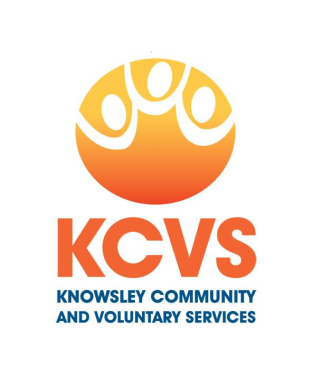 KCVS
KNOWSLEY COMMUNITY
AND VOLUNTARY SERVICES